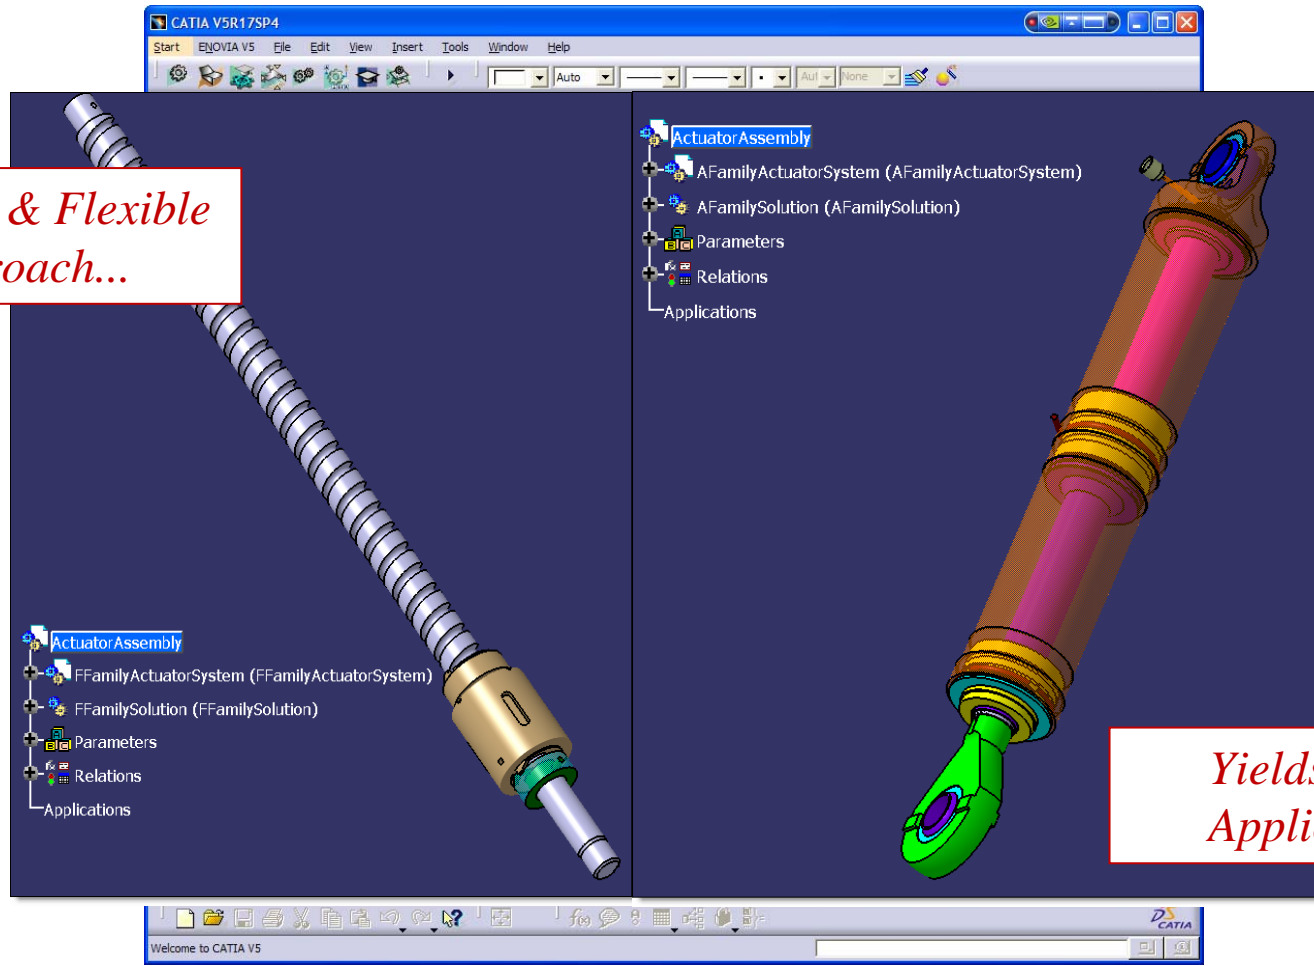 CATIA V5R17SP4
Start ENOVIA V5 File Edit View Insert Tools Window Help
Auto Aut None
& Flexible
roach...
ActuatorAssembly
AFamilyActuatorSystem (AFamilyActuatorSystem)
AFamilySolution (AFamilySolution)
Parameters
Relations
Applications
ActuatorAssembly
FFamilyActuatorSystem (FFamilyActuatorSystem)
FFamilySolution (FFamilySolution)
Parameters
Relations
Applications
Yields
Appli
CATIA
Welcome to CATIA V5